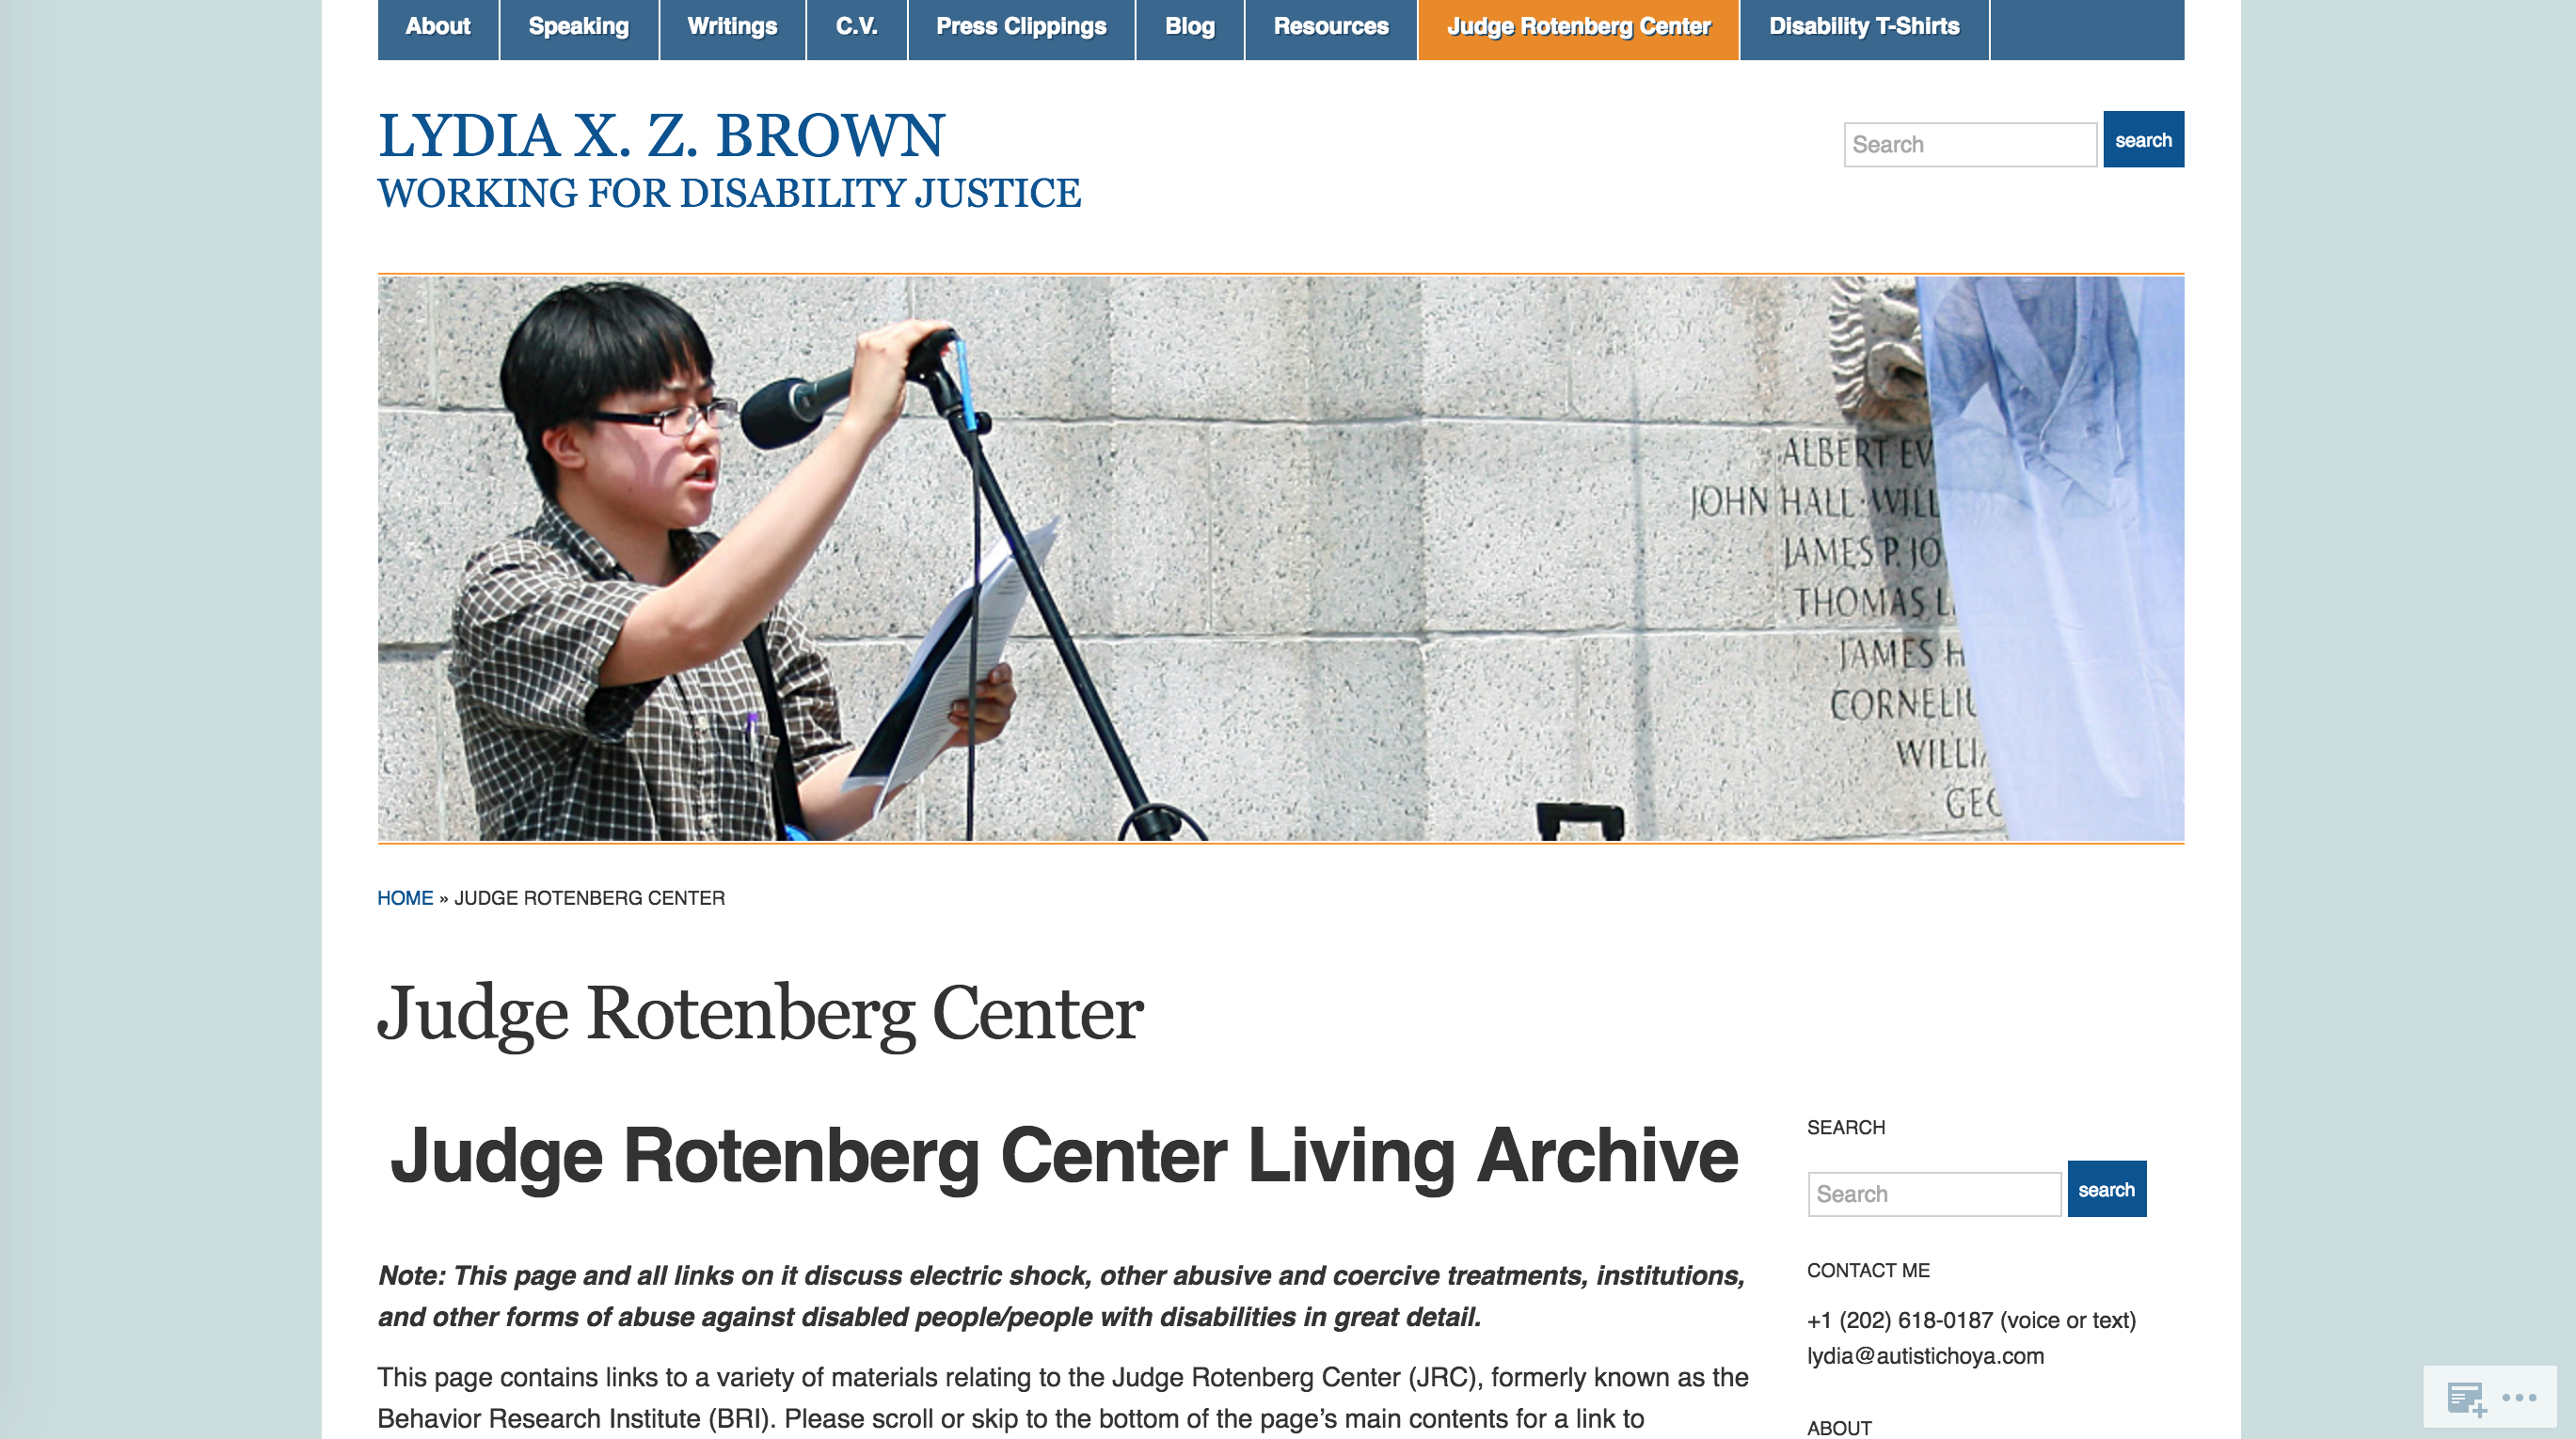 About Speaking Writings C.V. Press Clippings Blog Resources Judge Rotenberg Center Disability T-Shirts
LYDIA X. Z. BROWN
WORKING FOR DISABILITY JUSTICE
Search search
ALBERT EV
JOHN HALL · WILL
JAMES P. JO
THOMAS L
JAMES H
CORNELIU
WILLIA
GEO
HOME » JUDGE ROTENBERG CENTER
Judge Rotenberg Center
Judge Rotenberg Center Living Archive
Note: This page and all links on it discuss electric shock, other abusive and coercive treatments, institutions,
and other forms of abuse against disabled people/people with disabilities in great detail.
This page contains links to a variety of materials relating to the Judge Rotenberg Center (JRC), formerly known as the
Behavior Research Institute (BRI). Please scroll or skip to the bottom of the page’s main contents for a link to
SEARCH
Search search
CONTACT ME
+1 (202) 618-0187 (voice or text)
lydia@autistichoya.com
ABOUT